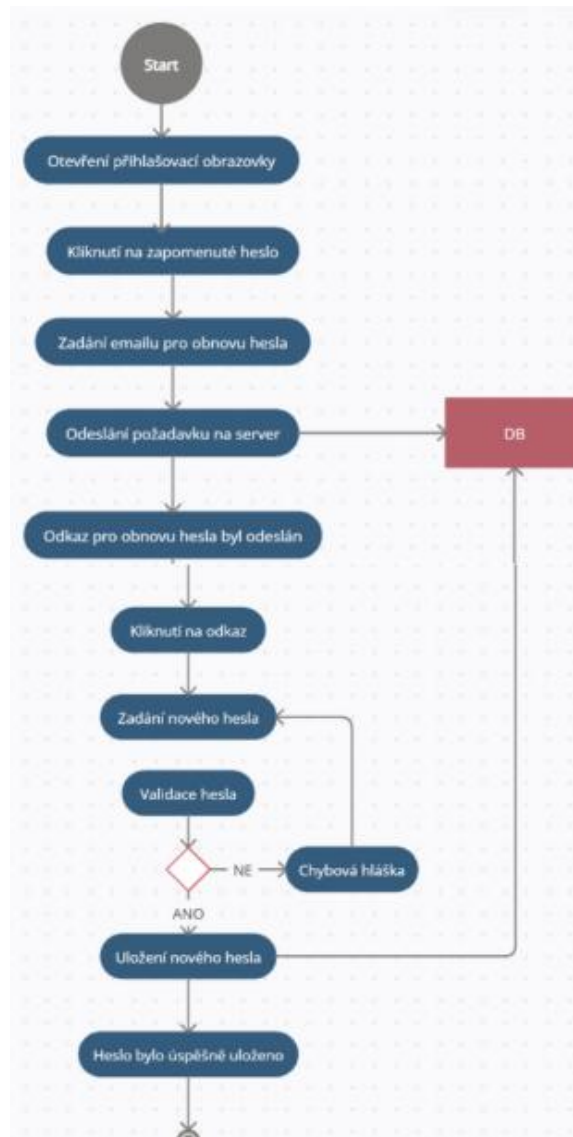 Start
Otevření přihlašovací obrazovky
Kliknutí na zapomenuté heslo
Zadání emailu pro obnovu hesla
Odeslání požadavku na server
DB
Odkaz pro obnovu hesla byl odeslán
Kliknutí na odkaz
Zadání nového hesla
Validace hesla
NE
Chybová hláška
ANO
Uložení nového hesla
Heslo bylo úspěšně uloženo